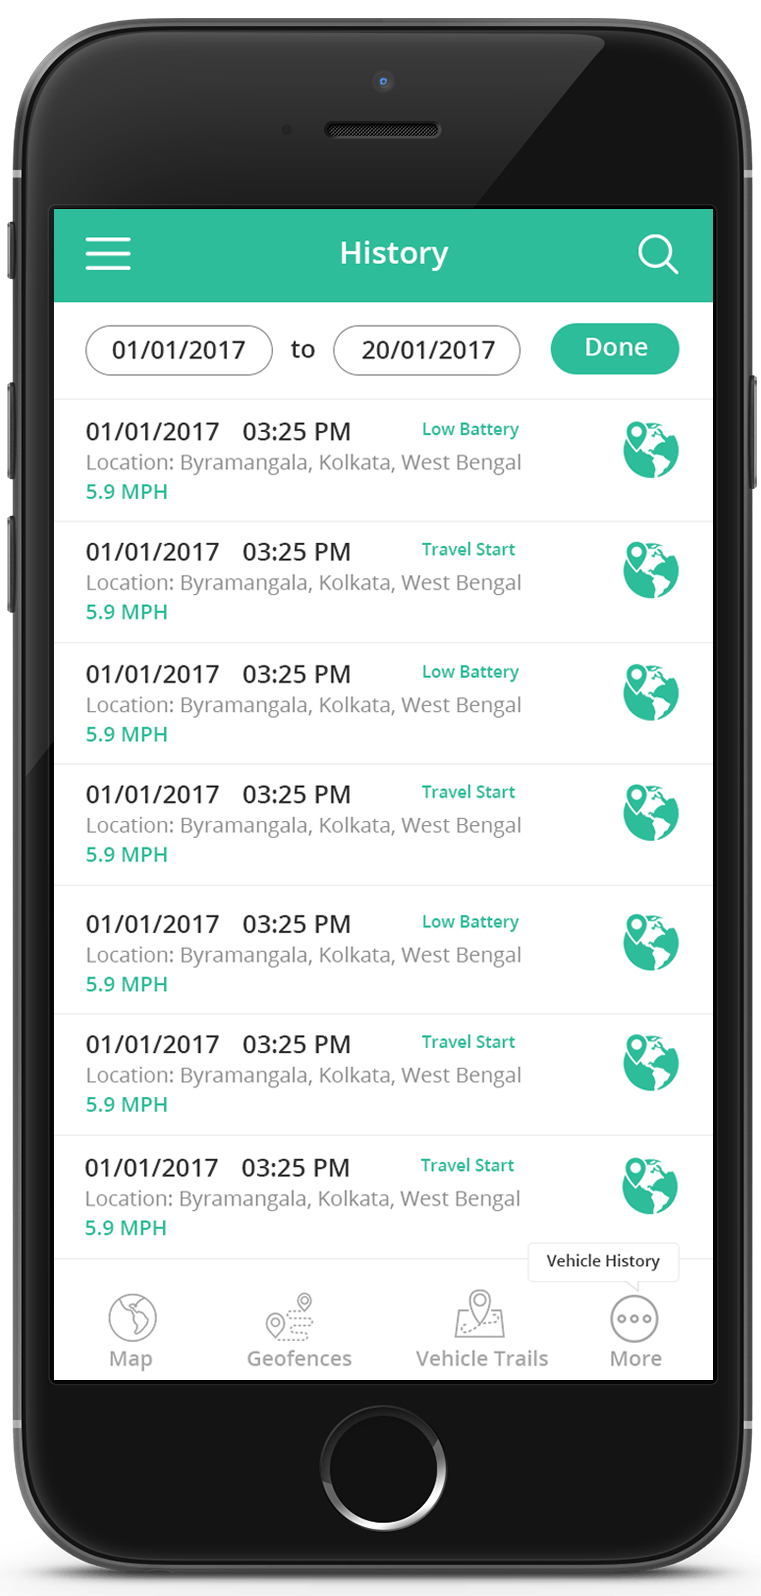 History
01/01/2017 to 20/01/2017 Done
01/01/2017 03:25 PM Low Battery
Location: Byramangala, Kolkata, West Bengal
5.9 MPH
01/01/2017 03:25 PM Travel Start
Location: Byramangala, Kolkata, West Bengal
5.9 MPH
01/01/2017 03:25 PM Low Battery
Location: Byramangala, Kolkata, West Bengal
5.9 MPH
01/01/2017 03:25 PM Travel Start
Location: Byramangala, Kolkata, West Bengal
5.9 MPH
01/01/2017 03:25 PM Low Battery
Location: Byramangala, Kolkata, West Bengal
5.9 MPH
01/01/2017 03:25 PM Travel Start
Location: Byramangala, Kolkata, West Bengal
5.9 MPH
01/01/2017 03:25 PM Travel Start
Location: Byramangala, Kolkata, West Bengal
5.9 MPH
Vehicle History
Map Geofences Vehicle Trails More